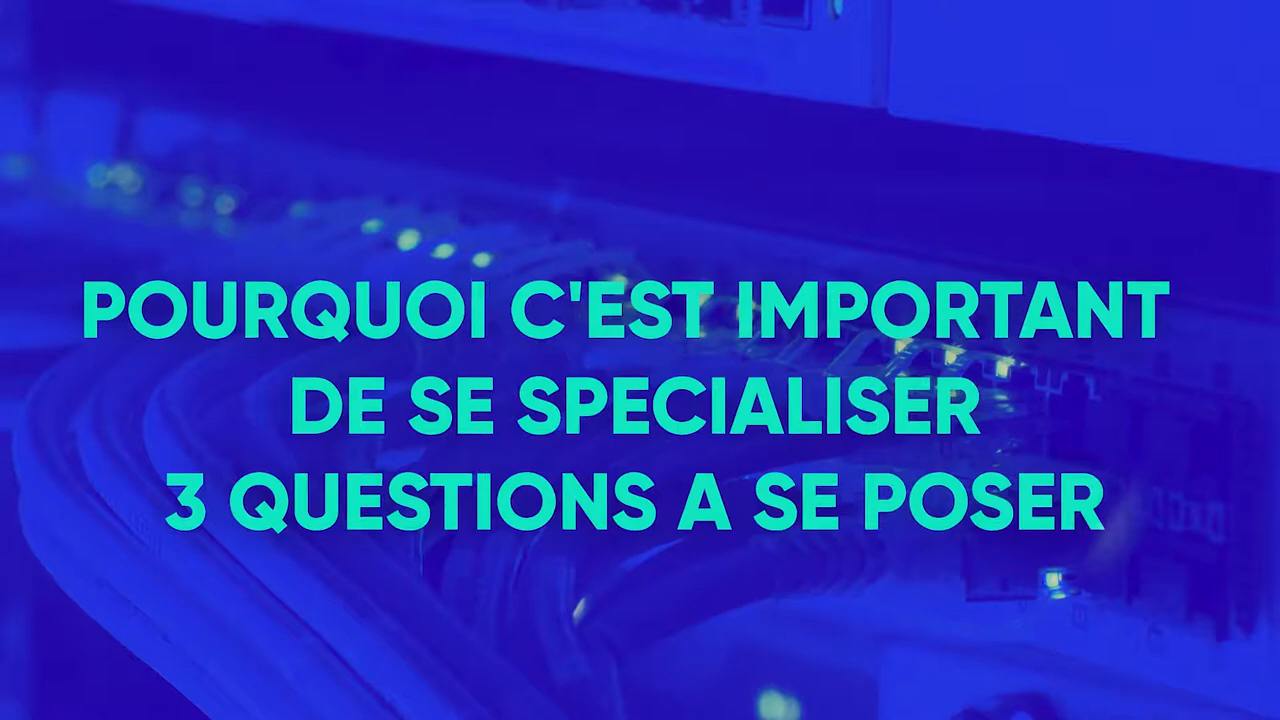 POURQUOI C'EST IMPORTANT
DE SE SPECIALISER
3 QUESTIONS A SE POSER